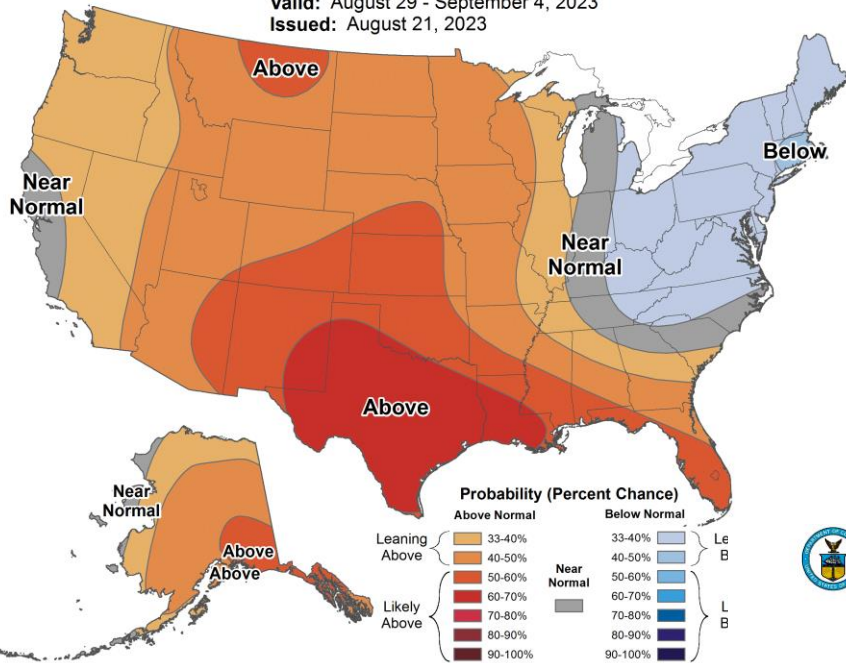 Valid: August 29 - September 4, 2023
Issued: August 21, 2023
Above
Below
Near
Normal
Near
Normal
Above
Near
Normal
Above
Above
Probability (Percent Chance)
Above Normal
Below Normal
Leaning
Above
33-40%
40-50%
Likely
Above
50-60%
60-70%
70-80%
80-90%
90-100%
Near
Normal
33-40%
40-50%
50-60%
60-70%
70-80%
80-90%
90-100%